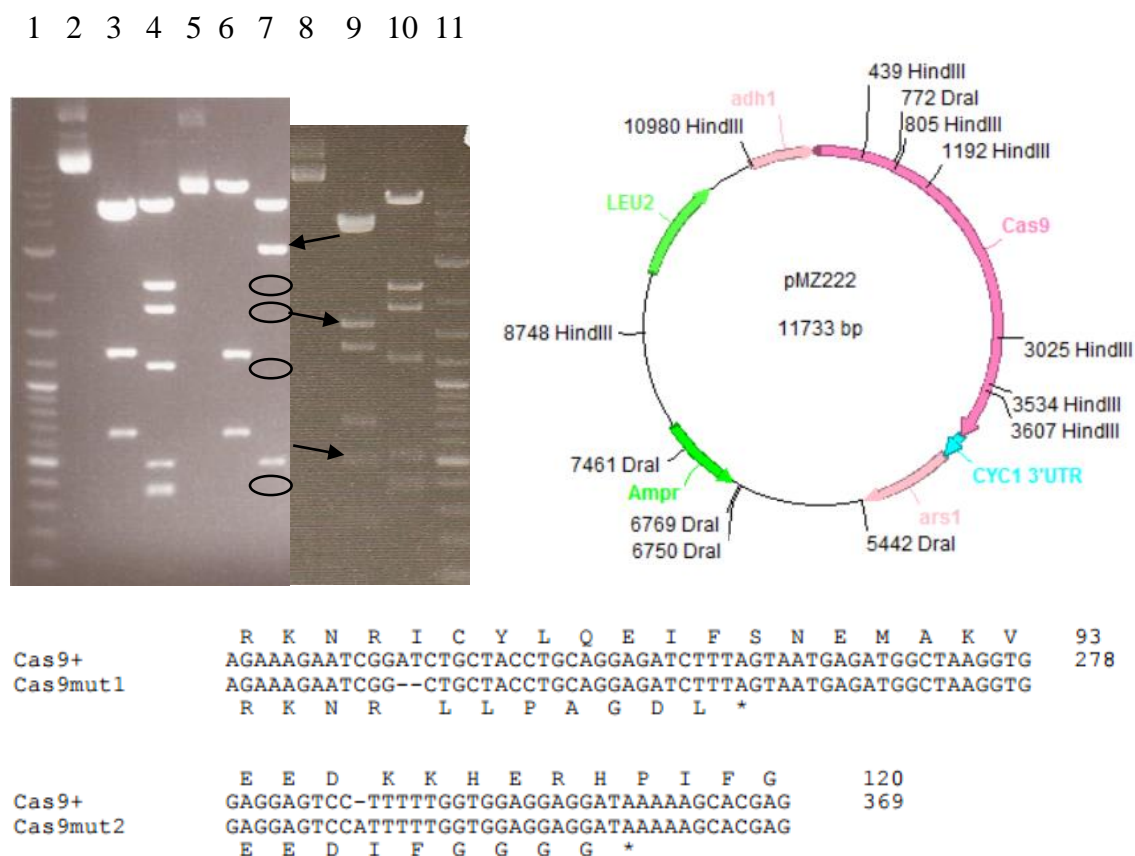 1 2 3 4 5 6 7 8 9 10 11
439 HindIII
772 DraI
805 HindIII
1192 HindIII
adh1
10980 HindIII
LEU2
Cas9
pMZ222
11733 bp
8748 HindIII
3025 HindIII
3534 HindIII
3607 HindIII
7461 DraI
CYC1 3'UTR
Ampr
ars1
6769 DraI
6750 DraI
5442 DraI
R K N R I C Y L Q E I F S N E M A K V 93
Cas9+ AGAAAGAATCGGATCTGCTACCTGCAGGAGATCTTTAGTAATGAGATGGCTAAGGTG 278
Cas9mut1 AGAAAGAATCGG--CTGCTACCTGCAGGAGATCTTTAGTAATGAGATGGCTAAGGTG
R K N R L L P A G D L *
E E D K K H E R H P I F G 120
Cas9+ GAGGAGTCC-TTTTTGGTGGAGGAGGATAAAAAGCACGAG 369
Cas9mut2 GAGGAGTCCATTTTTGGTGGAGGAGGATAAAAAGCACGAG
E E D I F G G G G *